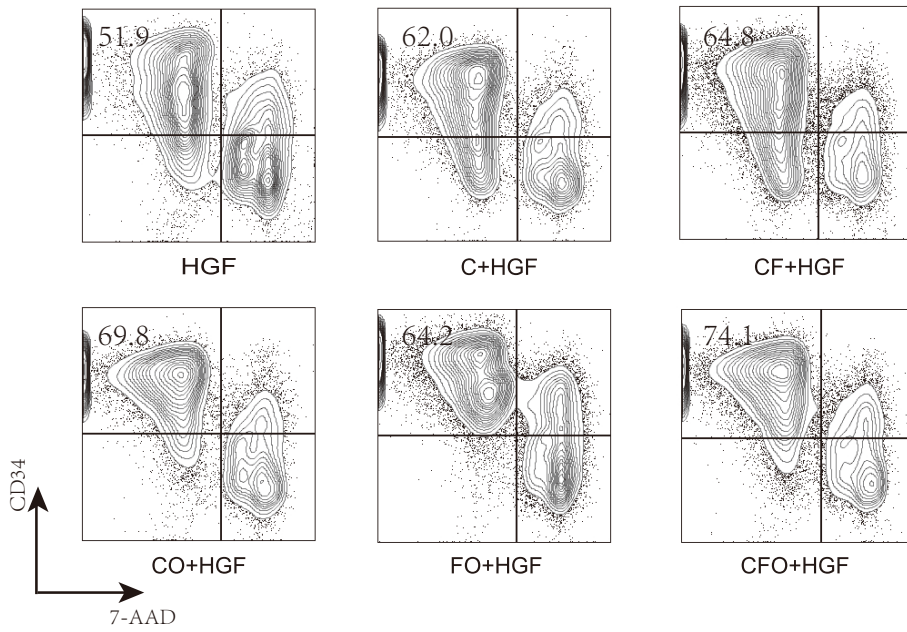 51.9
62.0
64.8
HGF
C+HGF
CF+HGF
69.8
64.2
74.1
CO+HGF
FO+HGF
CFO+HGF
CD34
7-AAD